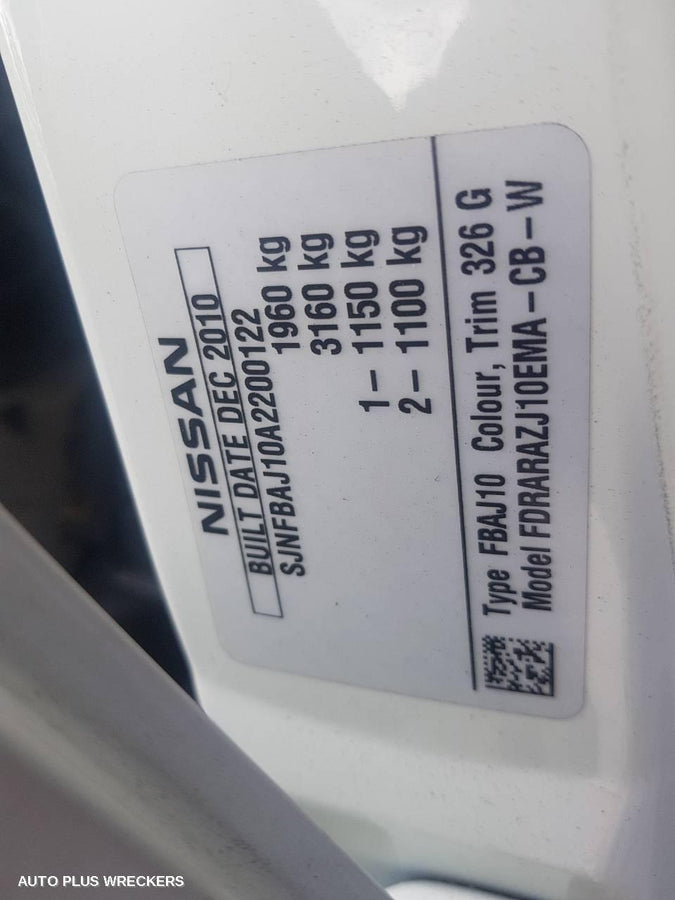 NISSAN
BUILT DATE DEC 2010
SJNFBAJ10A2200122
1960 kg
3160 kg
1 – 1150 kg
2 – 1100 kg
Type FBAJ10 Colour, Trim 326 G
Model FDRARAZJ10EMA – CB – W
AUTO PLUS WRECKERS